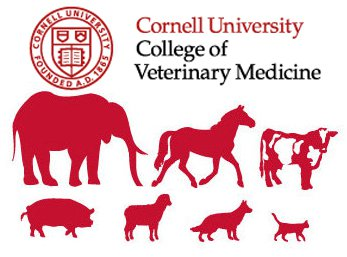 CORNELL UNIVERSITY
FOUNDED A.D. 1865
Cornell University
College of
Veterinary Medicine